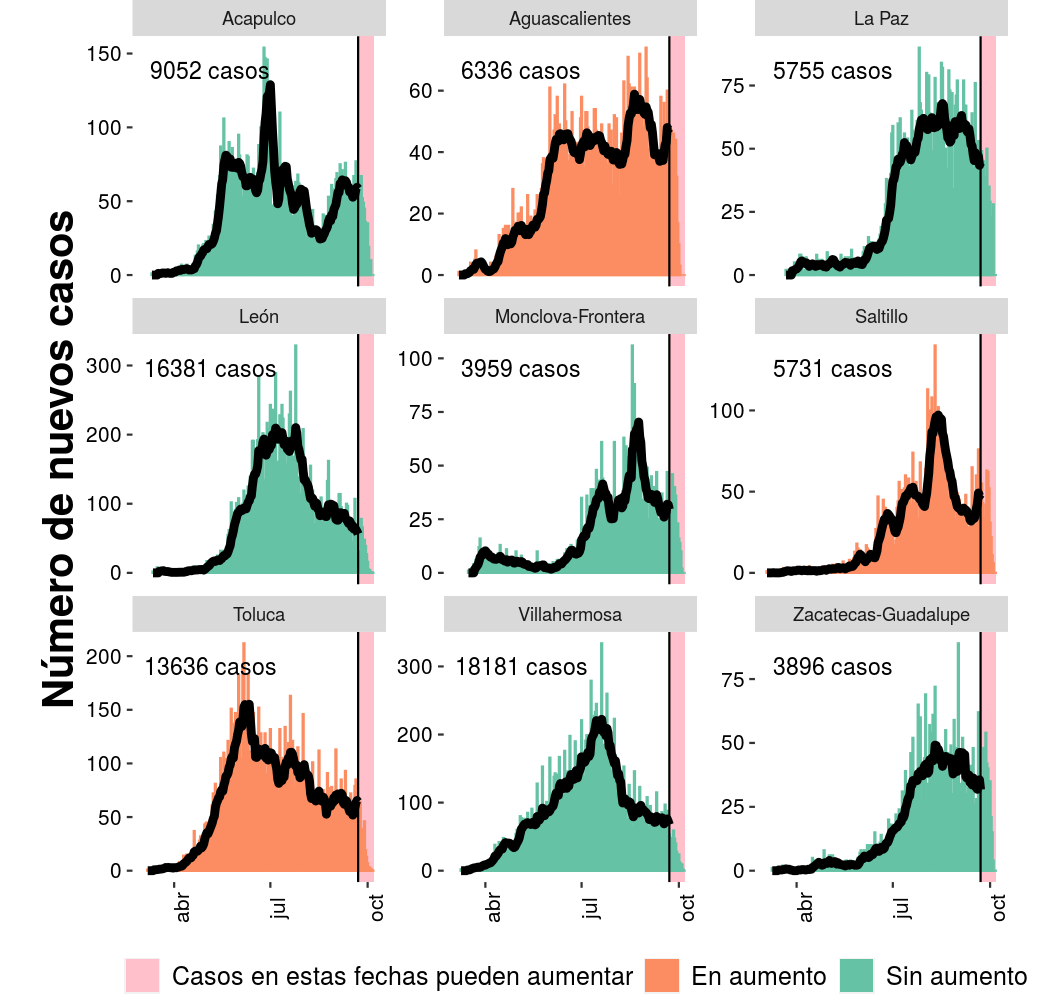 Número de nuevos casos
Acapulco
Aguascalientes
La Paz
9052 casos
6336 casos
5755 casos
150
100
50
0
60
40
20
0
75
50
25
0
León
Monclova-Frontera
Saltillo
16381 casos
3959 casos
5731 casos
300
200
100
0
100
75
50
25
0
100
50
0
Toluca
Villahermosa
Zacatecas-Guadalupe
13636 casos
18181 casos
3896 casos
200
150
100
50
0
300
200
100
0
75
50
25
0
abr
jul
oct
abr
jul
oct
abr
jul
oct
Casos en estas fechas pueden aumentar
En aumento
Sin aumento